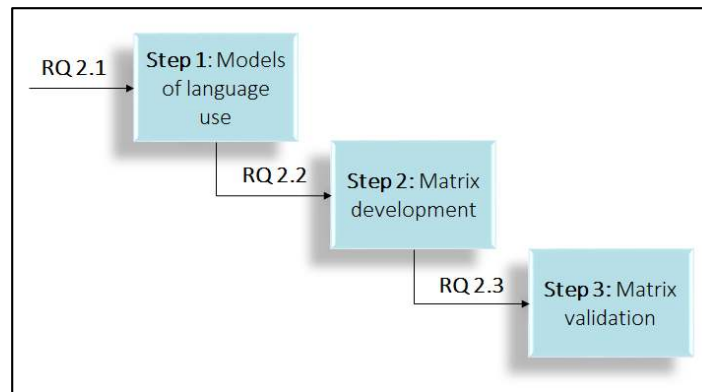 RQ 2.1
Step 1: Models
of language
use
RQ 2.2
Step 2: Matrix
development
RQ 2.3
Step 3: Matrix
validation